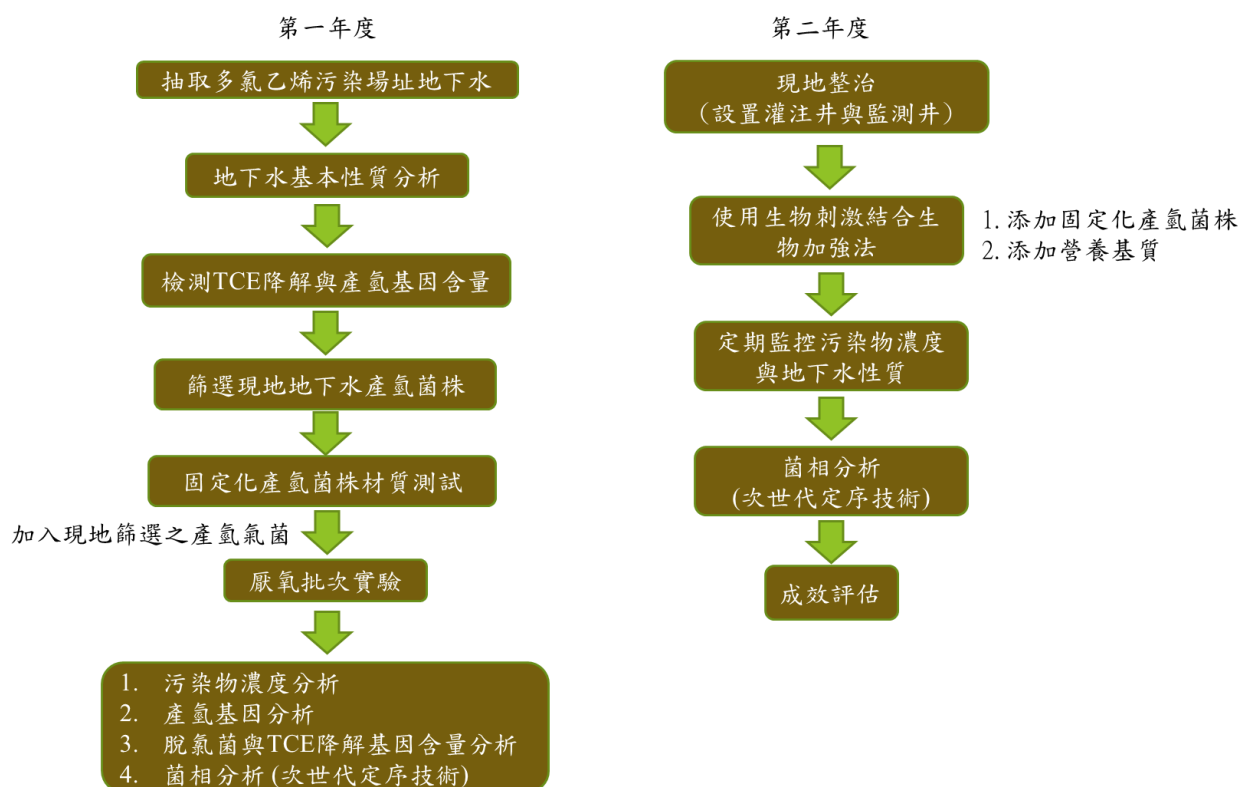 第一年度
抽取多氯乙烯污染場址地下水
地下水基本性質分析
檢測TCE降解與產氫基因含量
篩選現地地下水產氫菌株
固定化產氫菌株材質測試
加入現地篩選之產氫氣菌
厭氧批次實驗
1. 污染物濃度分析
2. 產氫基因分析
3. 脫氯菌與TCE降解基因含量分析
4. 菌相分析 (次世代定序技術)
第二年度
現地整治
（設置灌注井與監測井）
使用生物刺激結合生
物加強法
1. 添加固定化產氫菌株
2. 添加營養基質
定期監控污染物濃度
與地下水性質
菌相分析
(次世代定序技術)
成效評估